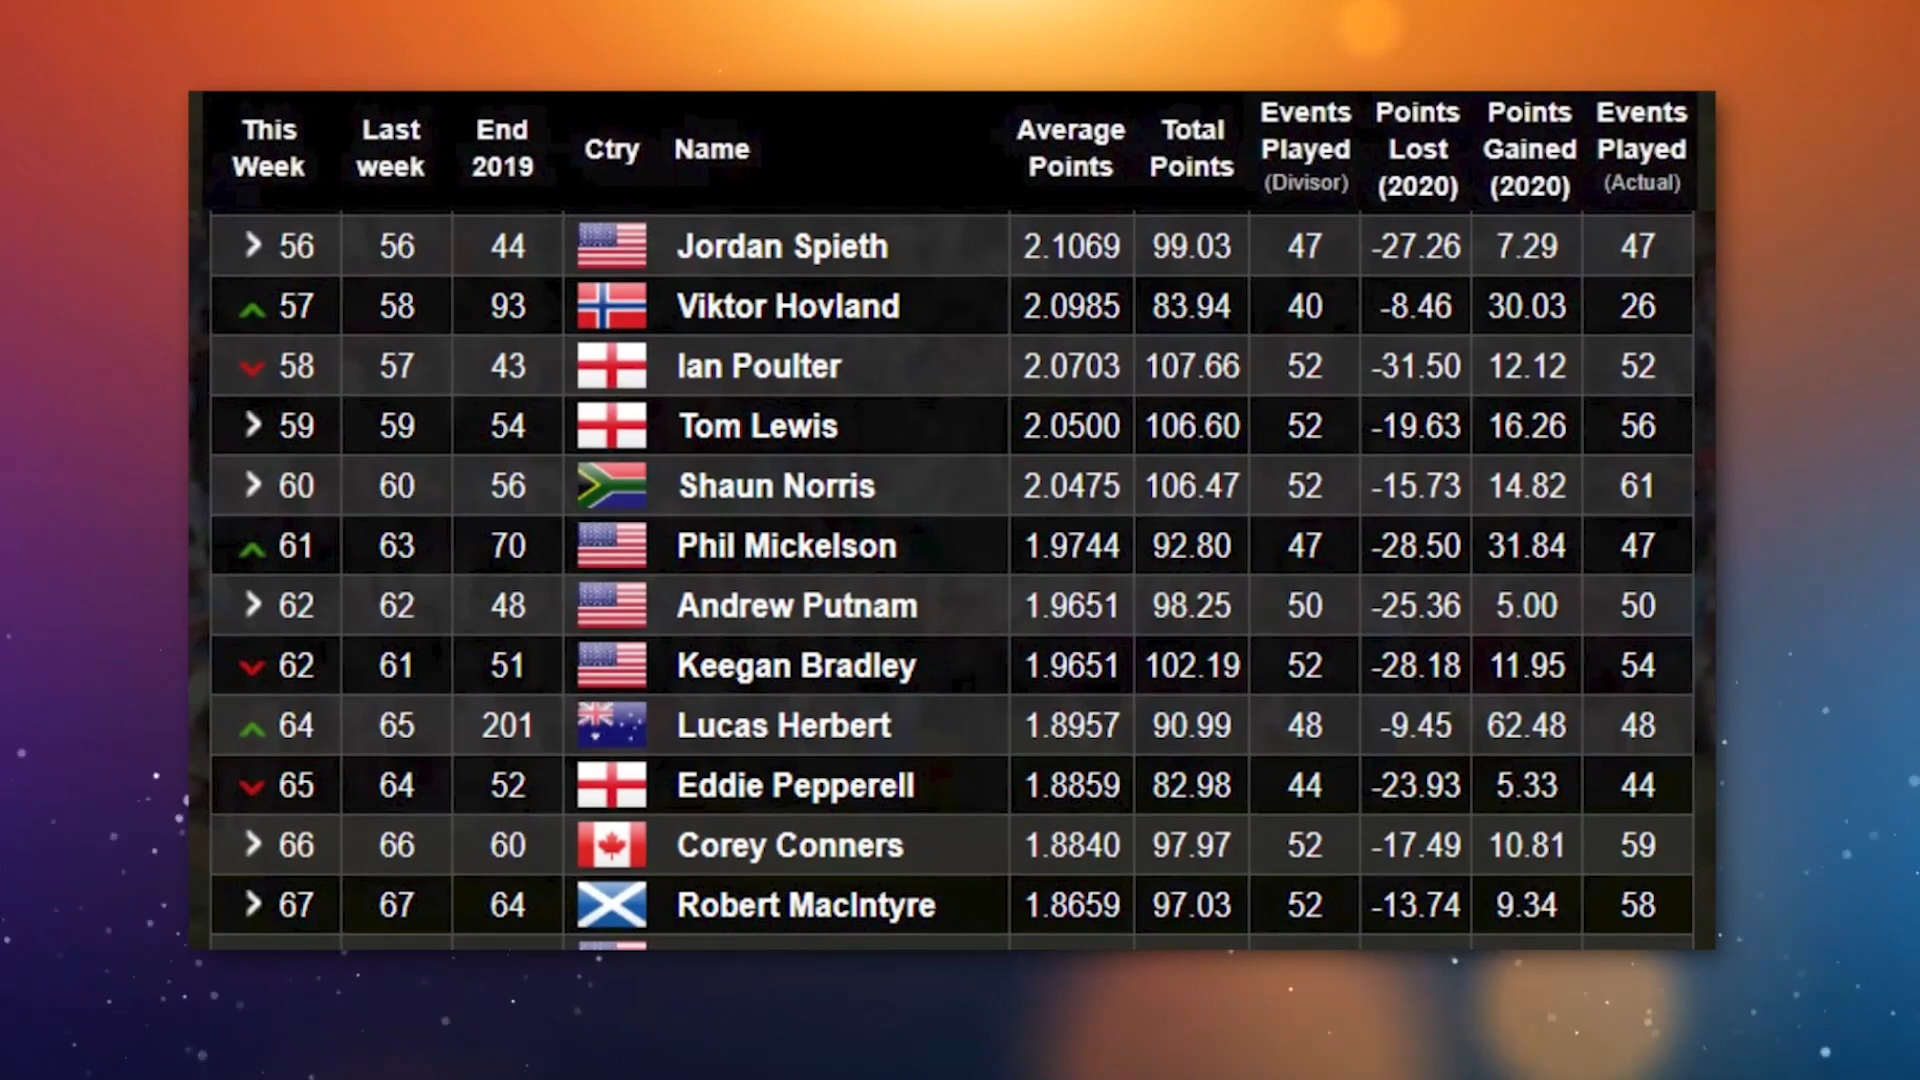 This Week Last week End 2019 Ctry Name Average Points Total Points Events Played (Divisor) Points Lost (2020) Points Gained (2020) Events Played (Actual)
56 56 44 Jordan Spieth 2.1069 99.03 47 -27.26 7.29 47
57 58 93 Viktor Hovland 2.0985 83.94 40 -8.46 30.03 26
58 57 43 Ian Poulter 2.0703 107.66 52 -31.50 12.12 52
59 59 54 Tom Lewis 2.0500 106.60 52 -19.63 16.26 56
60 60 56 Shaun Norris 2.0475 106.47 52 -15.73 14.82 61
61 63 70 Phil Mickelson 1.9744 92.80 47 -28.50 31.84 47
62 62 48 Andrew Putnam 1.9651 98.25 50 -25.36 5.00 50
62 61 51 Keegan Bradley 1.9651 102.19 52 -28.18 11.95 54
64 65 201 Lucas Herbert 1.8957 90.99 48 -9.45 62.48 48
65 64 52 Eddie Pepperell 1.8859 82.98 44 -23.93 5.33 44
66 66 60 Corey Conners 1.8840 97.97 52 -17.49 10.81 59
67 67 64 Robert MacIntyre 1.8659 97.03 52 -13.74 9.34 58